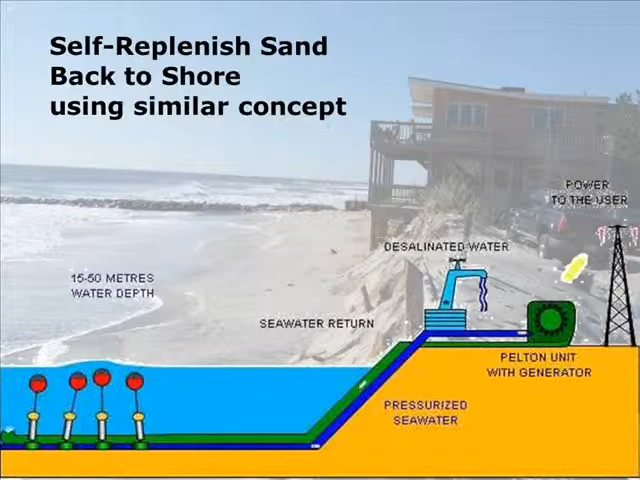 Self-Replenish Sand
Back to Shore
using similar concept
POWER
TO THE USER
DESALINATED WATER
15-50 METRES
WATER DEPTH
SEAWATER RETURN
PELTON UNIT
WITH GENERATOR
PRESSURIZED
SEAWATER